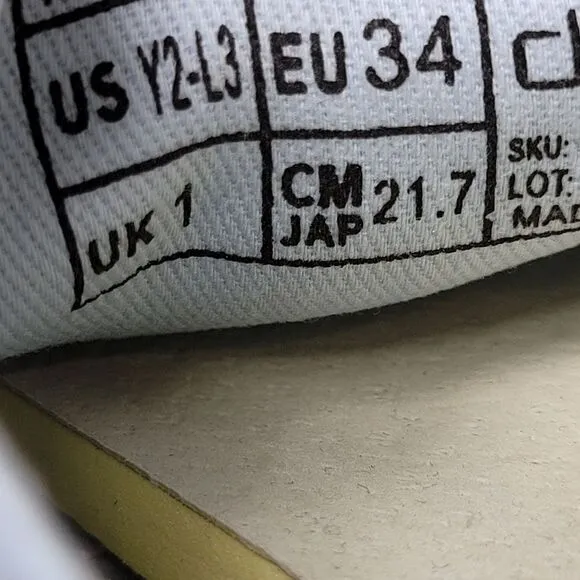 US Y2-L3 EU 34
UK 1 CM JAP 21.7
SKU:
LOT: